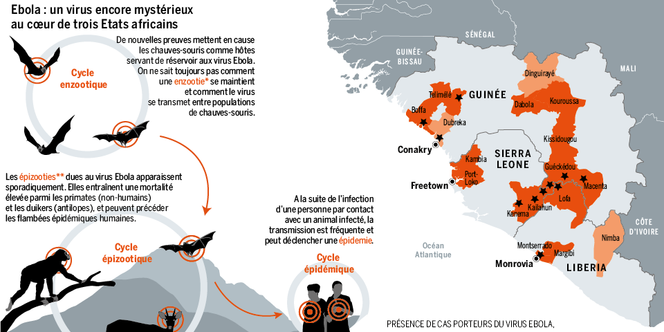 Ebola : un virus encore mystérieux
au cœur de trois Etats africains
De nouvelles preuves mettent en cause
les chauves-souris comme hôtes
servant de réservoir aux virus Ebola.
On ne sait toujours pas comment
une enzootie* se maintient
et comment le virus
se transmet entre populations
de chauves-souris.
Cycle
enzootique
Les épizooties** dues au virus Ebola apparaissent
sporadiquement. Elles entraînent une mortalité
élevée parmi les primates (non-humains)
et les duikers (antilopes), et peuvent précéder
les flambées épidémiques humaines.
Cycle
épizootique
A la suite de l'infection
d'une personne par contact
avec un animal infecté, la
transmission est fréquente et
peut déclencher une épidemie.
Cycle
épidémique
SÉNÉGAL
GUINÉE-
BISSAU
MALI
Dinguirayé
Télimélé
GUINÉE
Boffa
Dabola
Kouroussa
Dubreka
Conakry
Kissidougou
Kambia
SIERRA
LEONE
Guéckédou
Port-
Loko
Freetown
Macenta
Lofa
Kailahun
Kenema
CÔTE
D'IVOIRE
Océan
Atlantique
Nimba
Montserrado
Margibi
Monrovia
LIBERIA
PRÉSENCE DE CAS PORTEURS DU VIRUS EBOLA,